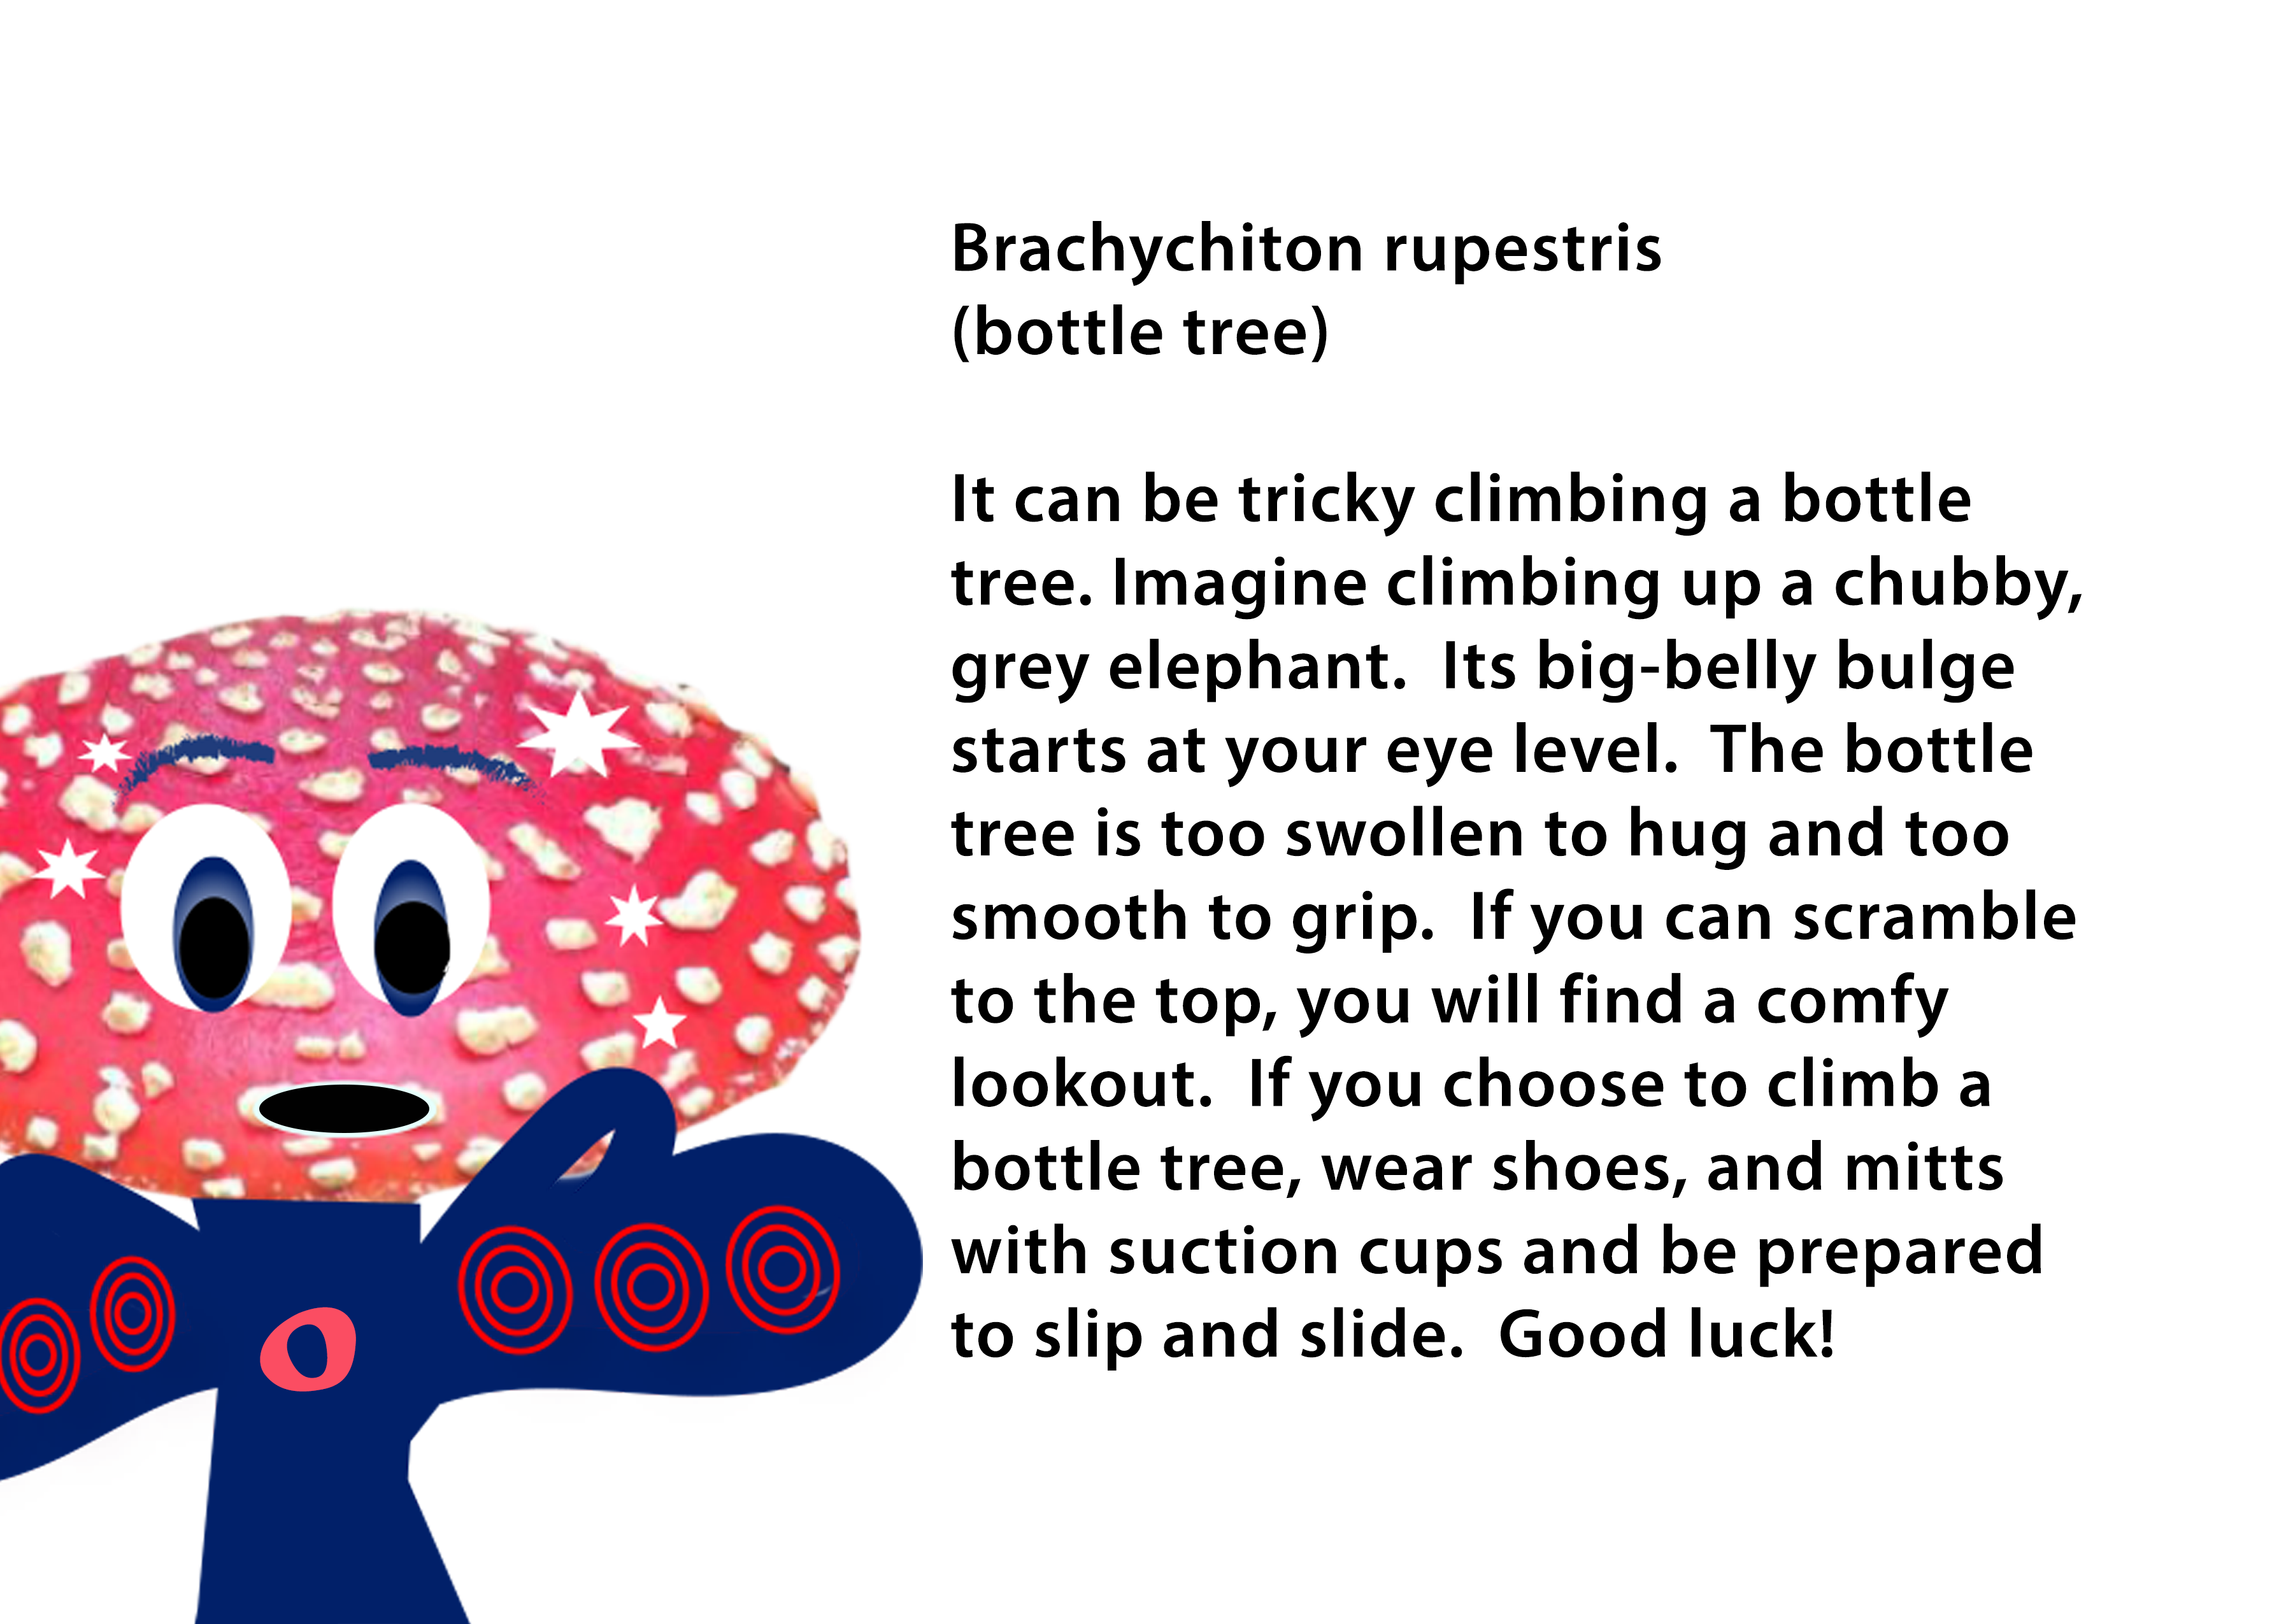 Brachychiton rupestris
(bottle tree)
It can be tricky climbing a bottle
tree. Imagine climbing up a chubby,
grey elephant.  Its big-belly bulge
starts at your eye level.  The bottle
tree is too swollen to hug and too
smooth to grip.  If you can scramble
to the top, you will find a comfy
lookout.  If you choose to climb a
bottle tree, wear shoes, and mitts
with suction cups and be prepared
to slip and slide.  Good luck!